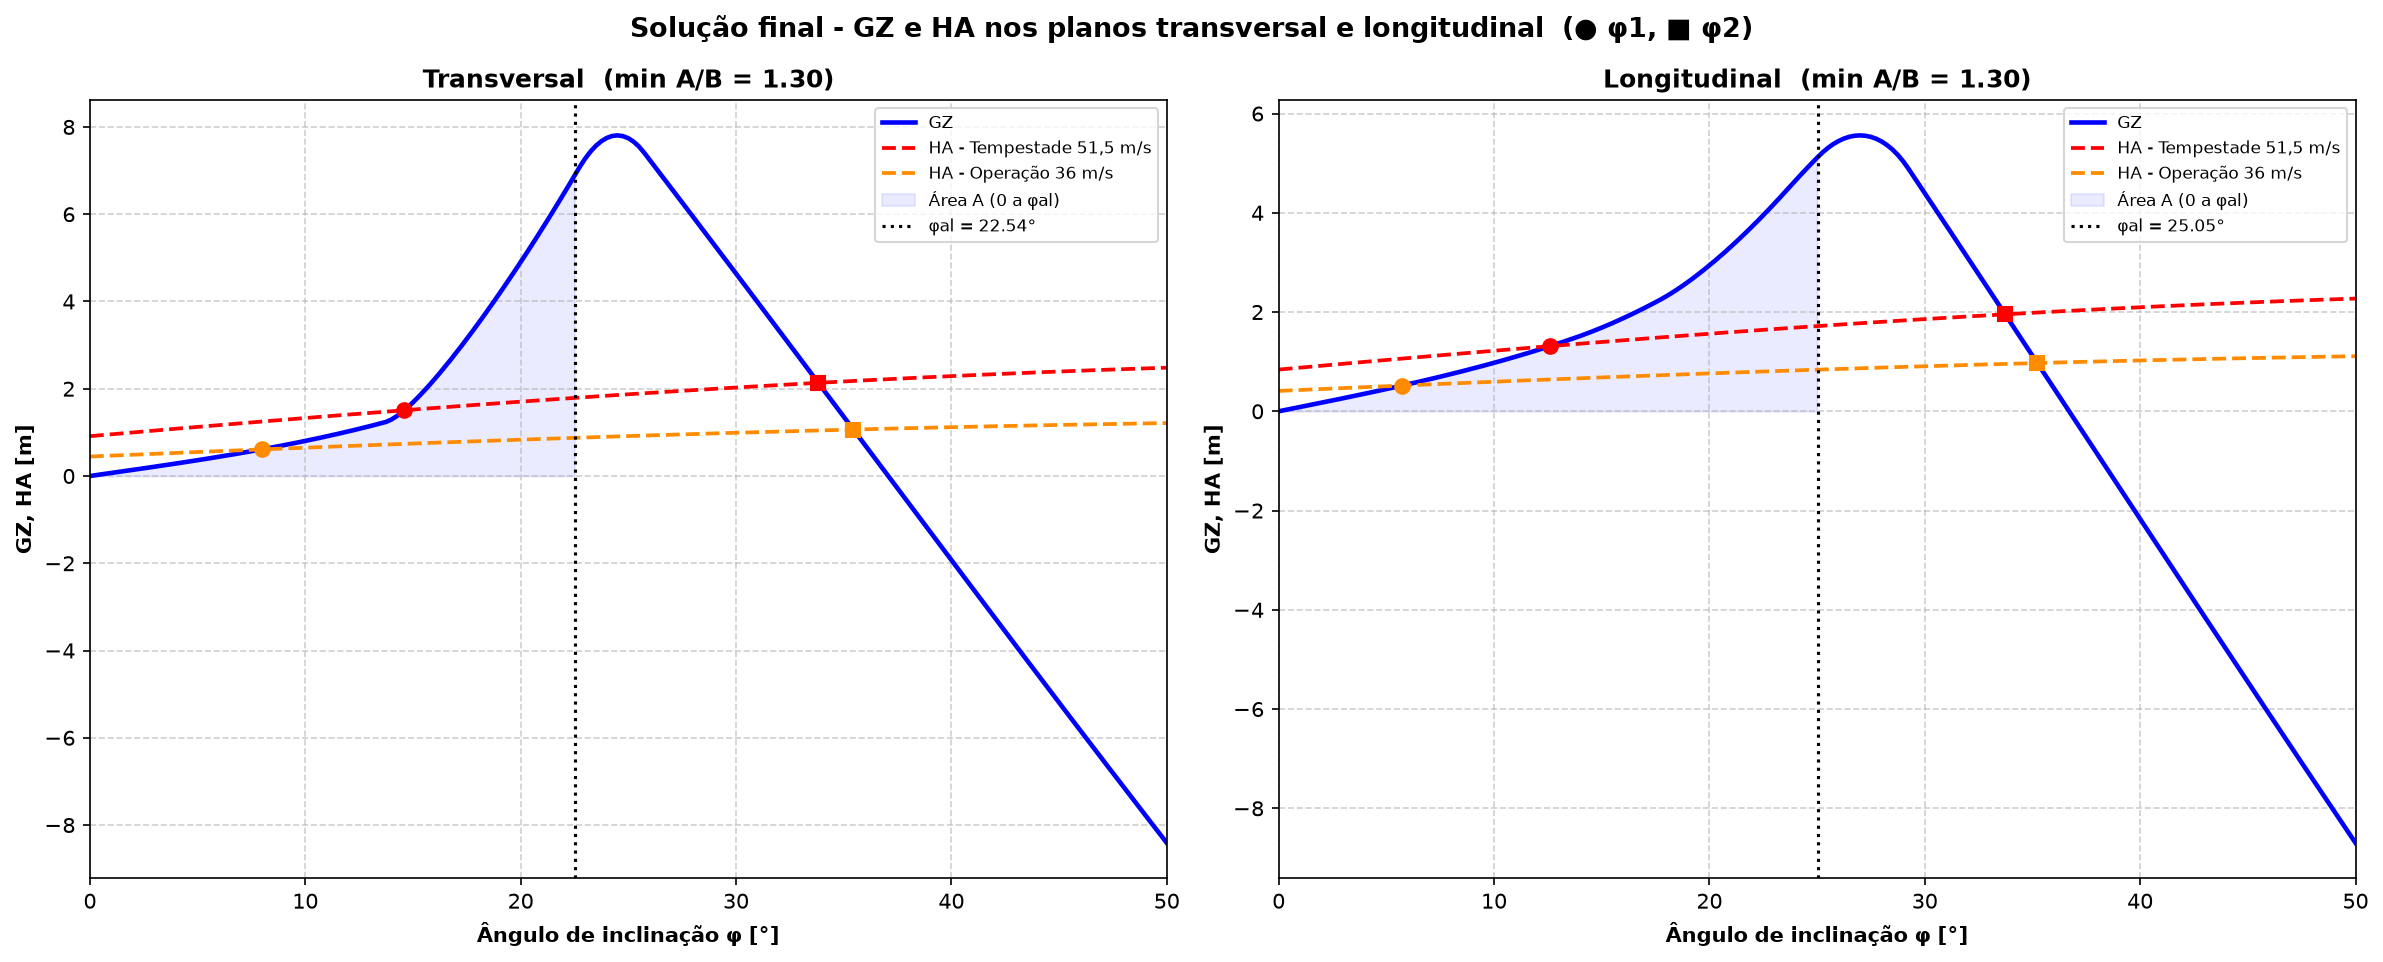 Solução final - GZ e HA nos planos transversal e longitudinal (● φ1, ■ φ2)
Transversal (min A/B = 1.30)
GZ, HA [m]
8
6
4
2
0
−2
−4
−6
−8
GZ
HA - Tempestade 51,5 m/s
HA - Operação 36 m/s
Área A (0 a φal)
φal = 22.54°
0 10 20 30 40 50
Ângulo de inclinação φ [°]
Longitudinal (min A/B = 1.30)
GZ, HA [m]
6
4
2
0
−2
−4
−6
−8
GZ
HA - Tempestade 51,5 m/s
HA - Operação 36 m/s
Área A (0 a φal)
φal = 25.05°
0 10 20 30 40 50
Ângulo de inclinação φ [°]